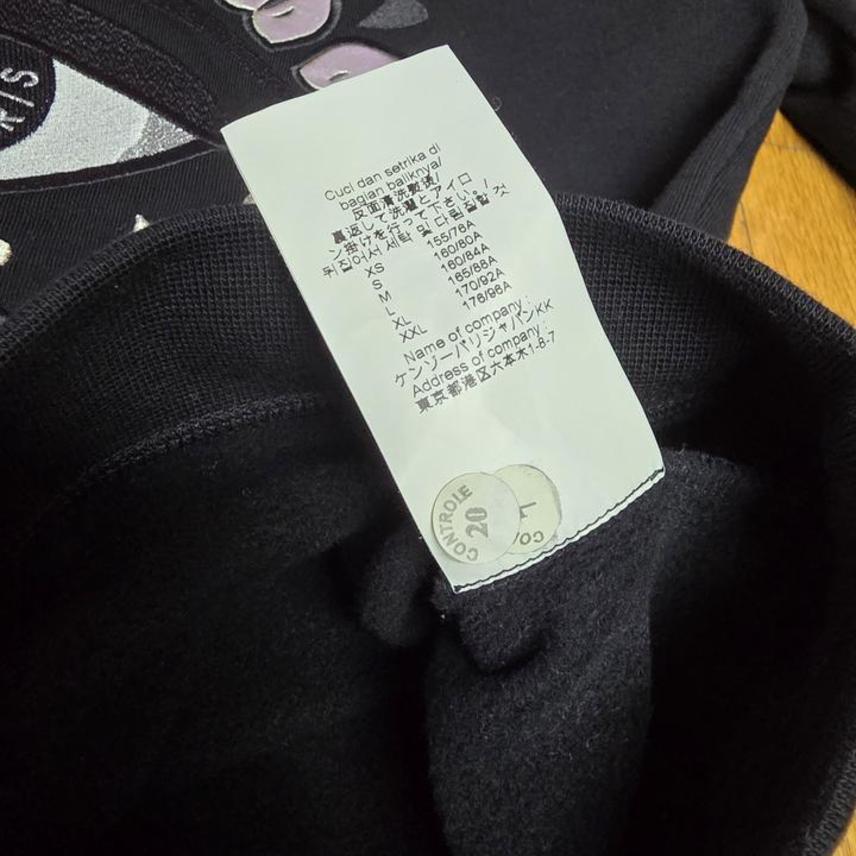 R/S
Cuci dan setrika di
bagian baliknya/
反面清洗熨烫/
裏返して洗濯とアイロ
ン掛けを行って下さい。/
뒤집어서 세탁 및 다림질할 것
XS 155/76A
S 160/80A
M 160/84A
L 165/88A
XL 170/92A
XXL 176/96A
Name of company :
ケンゾーパリジャパンKK
Address of company :
東京都港区六本木1-8-7
CONTROLE
20